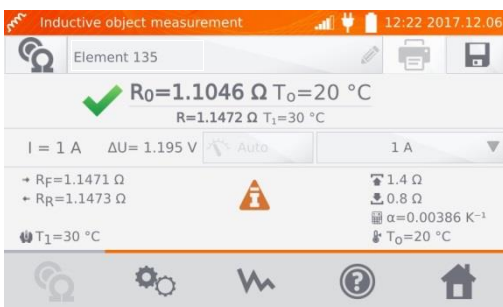 Inductive object measurement 12:22 2017.12.06
Element 135
R0=1.1046 Ω To=20 °C
R=1.1472 Ω T1=30 °C
I = 1 A ΔU= 1.195 V Auto 1 A
RF=1.1471 Ω 1.4 Ω
RR=1.1473 Ω 0.8 Ω
α=0.00386 K⁻¹
T1=30 °C To=20 °C